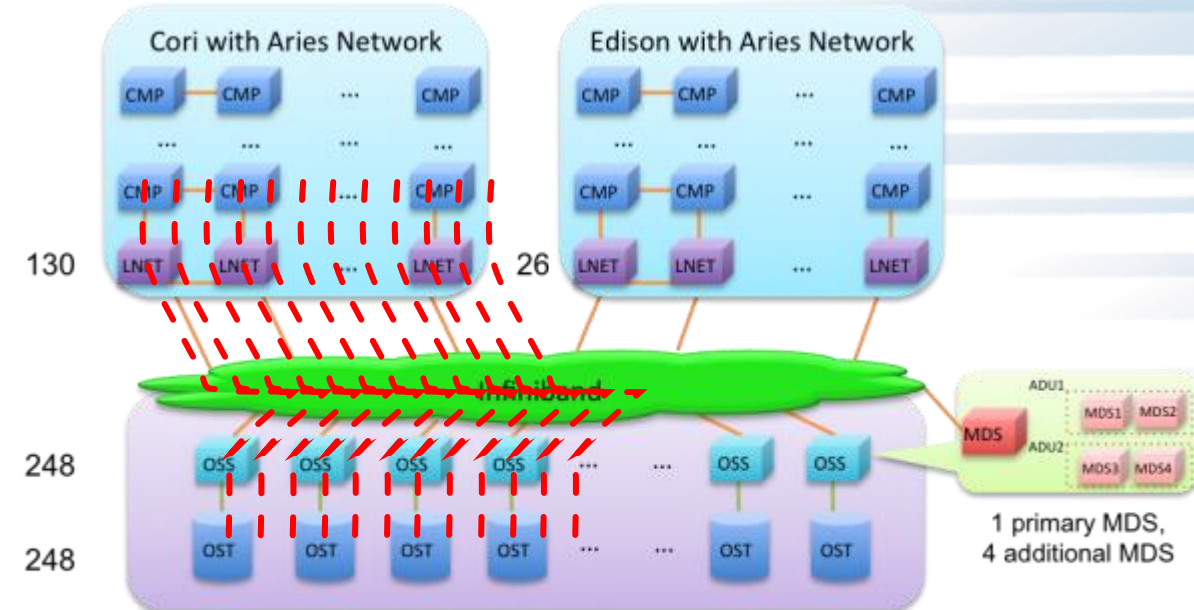 Cori with Aries Network
Edison with Aries Network
CMP CMP ... CMP
CMP CMP ... CMP
... ... ... ...
... ... ... ...
CMP CMP ... CMP
CMP CMP ... CMP
130
LNET LNET ... LNET
26
LNET LNET ... LNET
Infiniband
ADU1
MDS1 MDS2
MDS
ADU2
MDS3 MDS4
248
OSS OSS OSS OSS ... ... OSS OSS
1 primary MDS,
4 additional MDS
248
OST OST OST OST ... ... OST OST